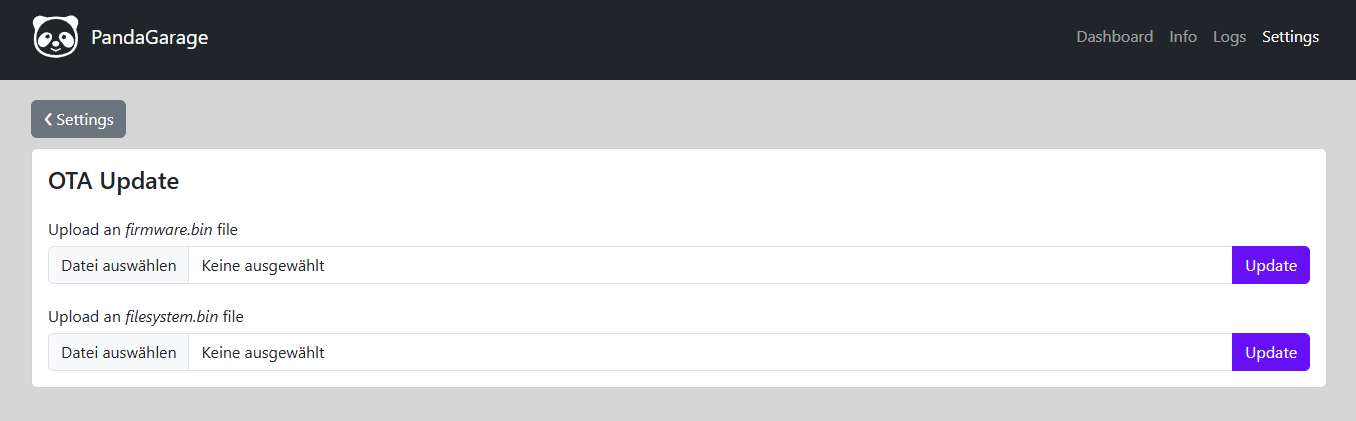 PandaGarage
Dashboard Info Logs Settings
❮ Settings
OTA Update
Upload an firmware.bin file
Datei auswählen Keine ausgewählt Update
Upload an filesystem.bin file
Datei auswählen Keine ausgewählt Update